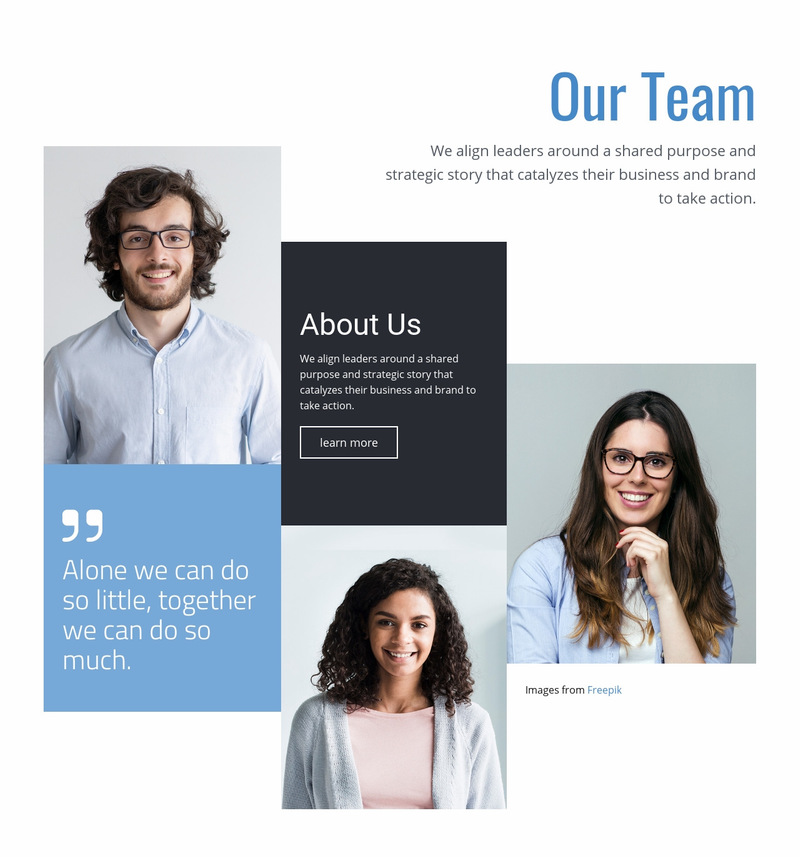 Our Team
We align leaders around a shared purpose and
strategic story that catalyzes their business and brand
to take action.
About Us
We align leaders around a shared
purpose and strategic story that
catalyzes their business and brand to
take action.
learn more
”
Alone we can do
so little, together
we can do so
much.
Images from Freepik